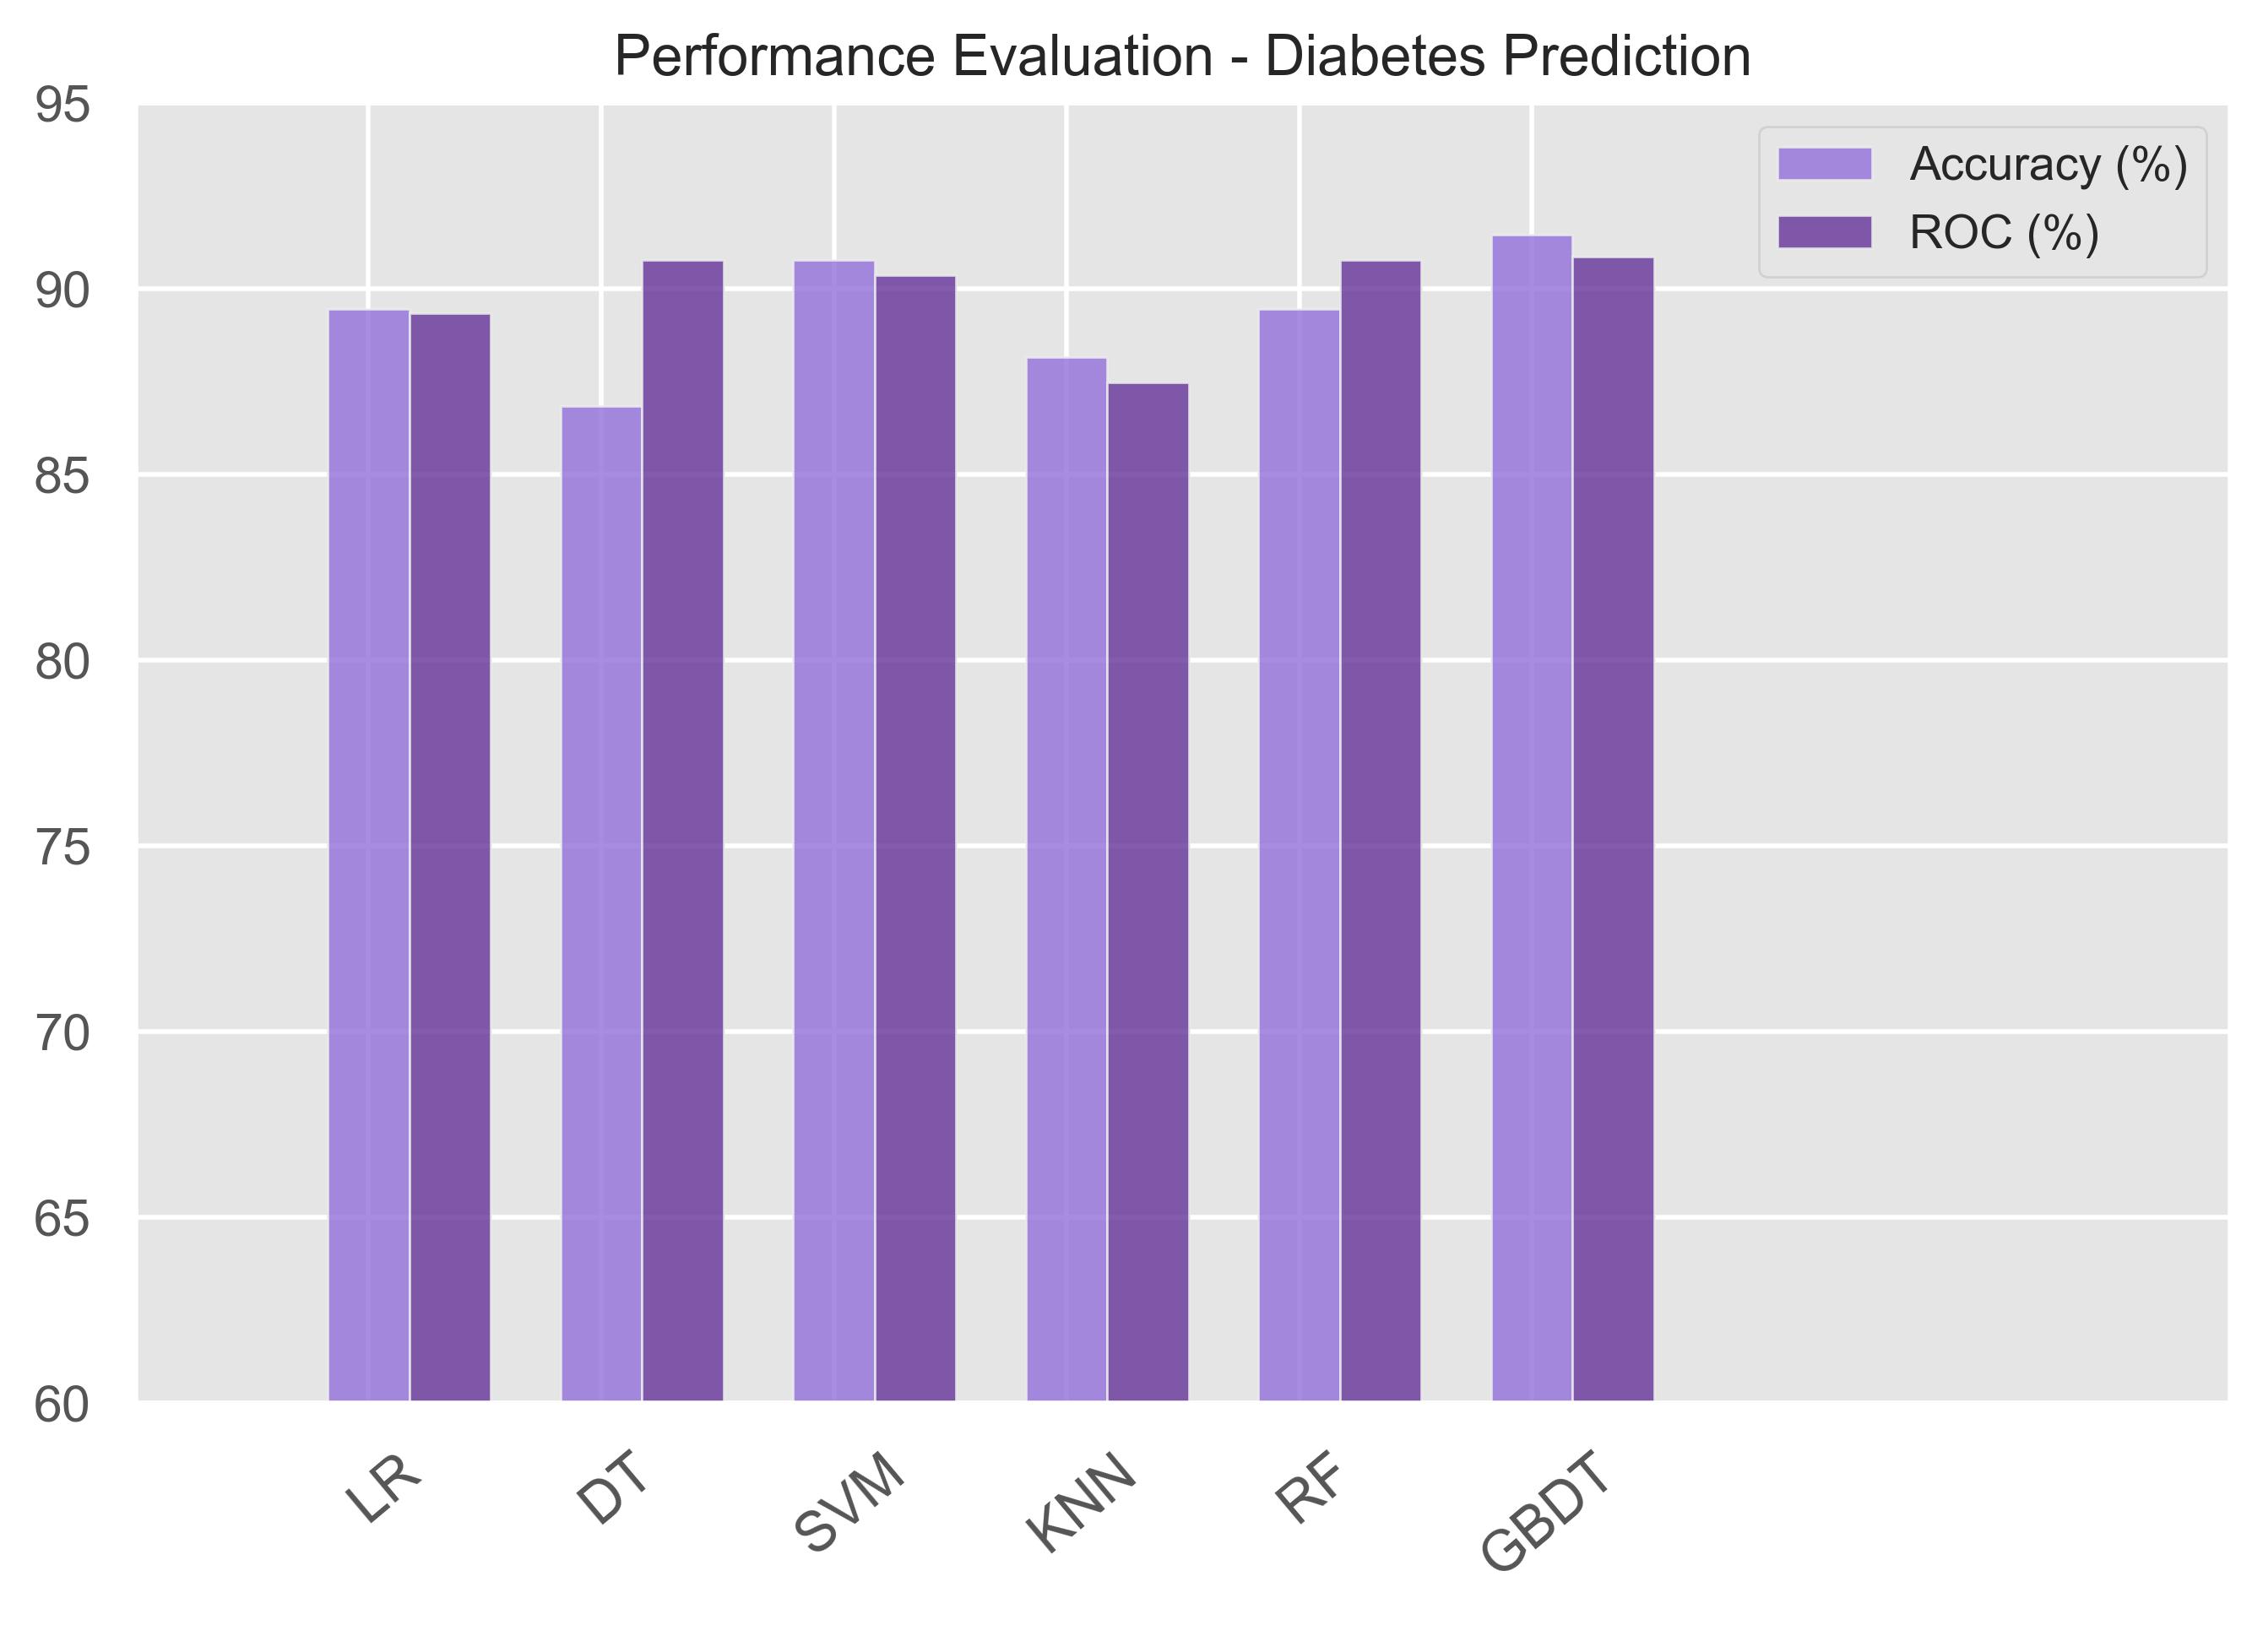 Performance Evaluation - Diabetes Prediction
Accuracy (%)
ROC (%)
95
90
85
80
75
70
65
60
LR
DT
SVM
KNN
RF
GBDT